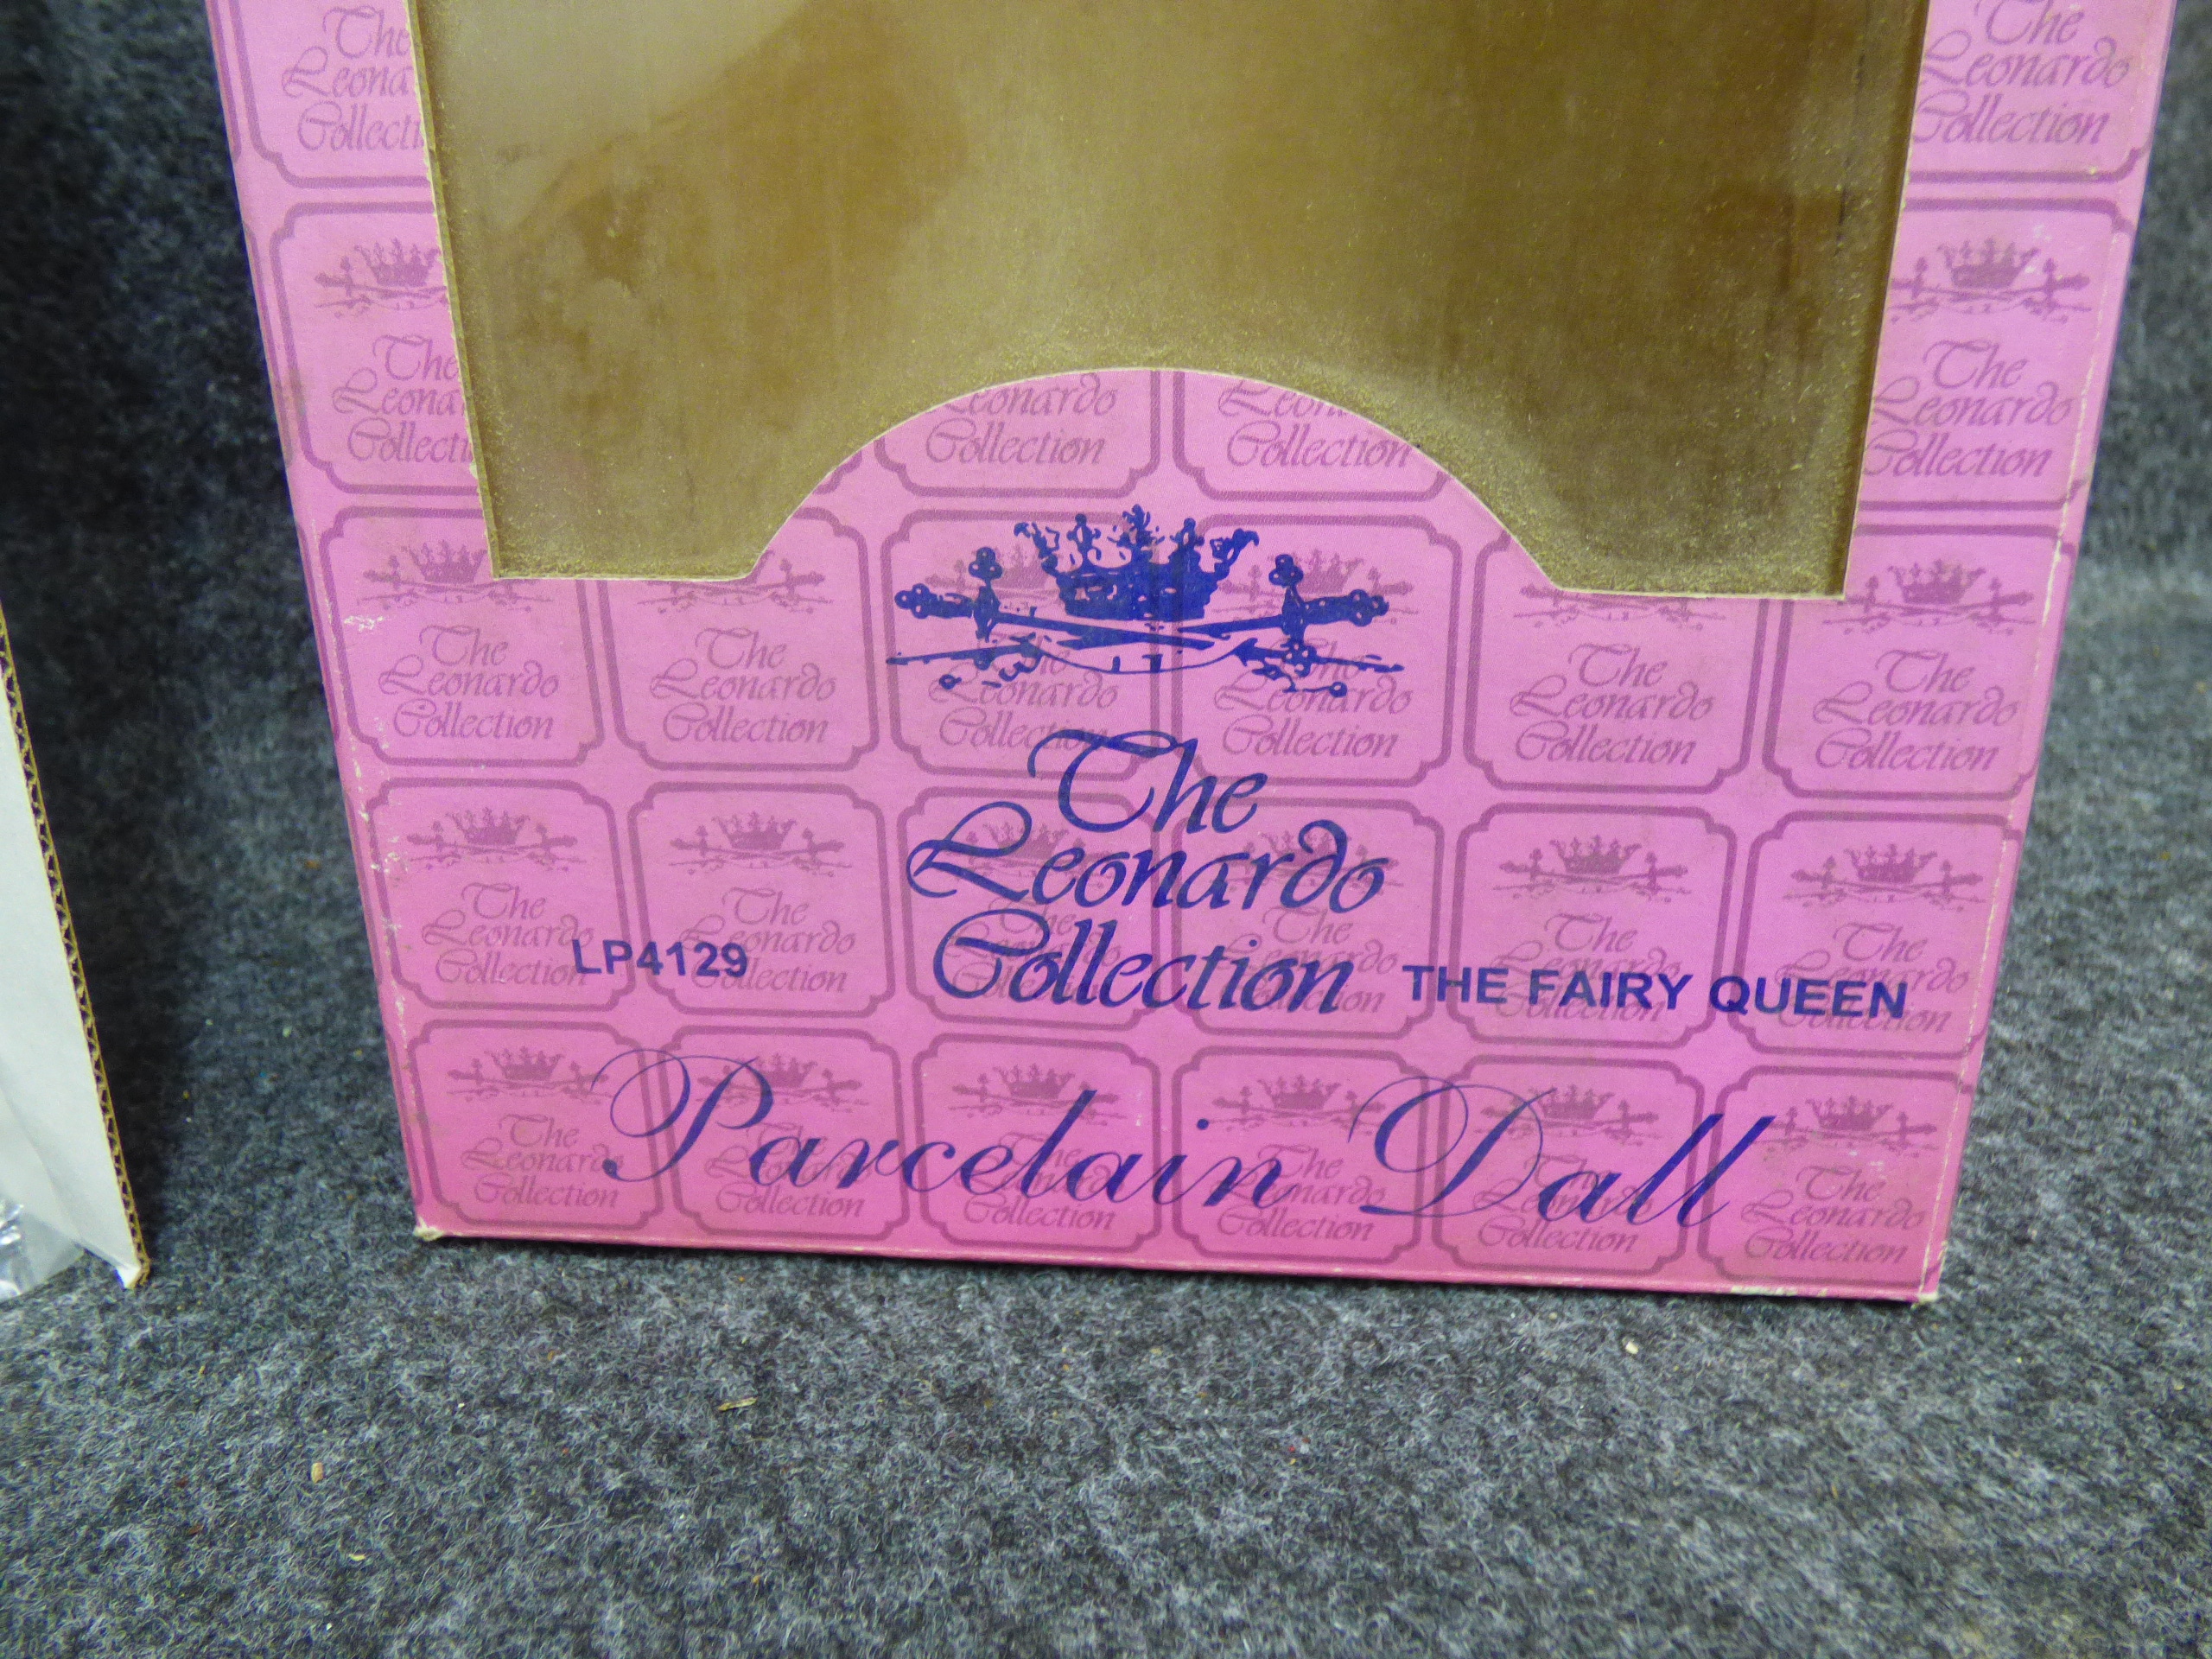 The
Leonardo
Collection
LP4129
THE FAIRY QUEEN
Parcelain Dall